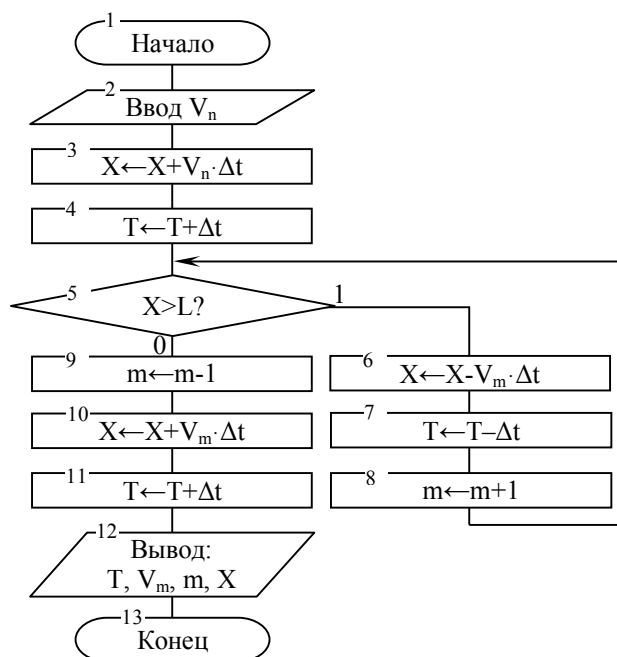 1
Начало
2
Ввод Vn
3
X←X+Vn·Δt
4
T←T+Δt
5
X>L?
1
0
6
X←X-Vm·Δt
7
T←T–Δt
8
m←m+1
9
m←m-1
10
X←X+Vm·Δt
11
T←T+Δt
12
Вывод:
T, Vm, m, X
13
Конец